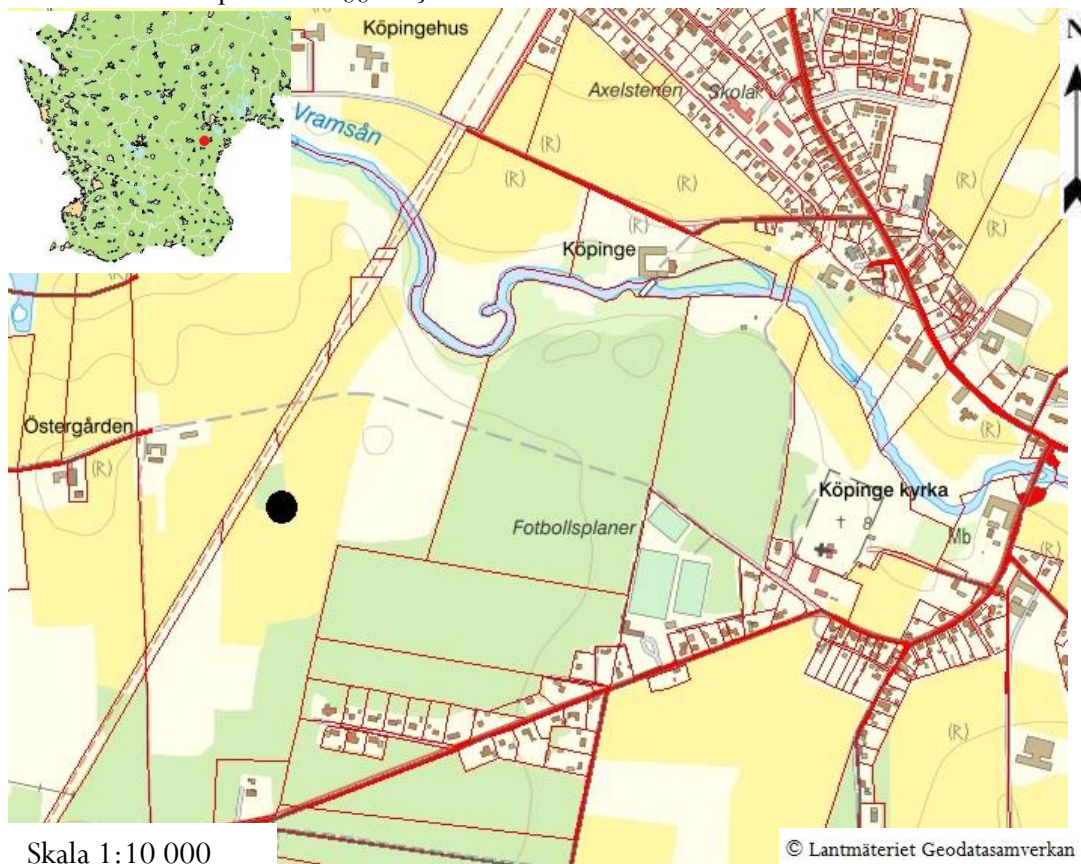 Köpingehus
N
Axelstenen
Skola
Vramsån
(R)
(R)
(R)
(R)
(R)
(R)
(R)
Köpinge
(R)
Östergården
(R)
(R)
Köpinge kyrka
Fotbollsplaner
Mb
(R)
(R)
Skala 1:10 000
© Lantmäteriet Geodatasamverkan